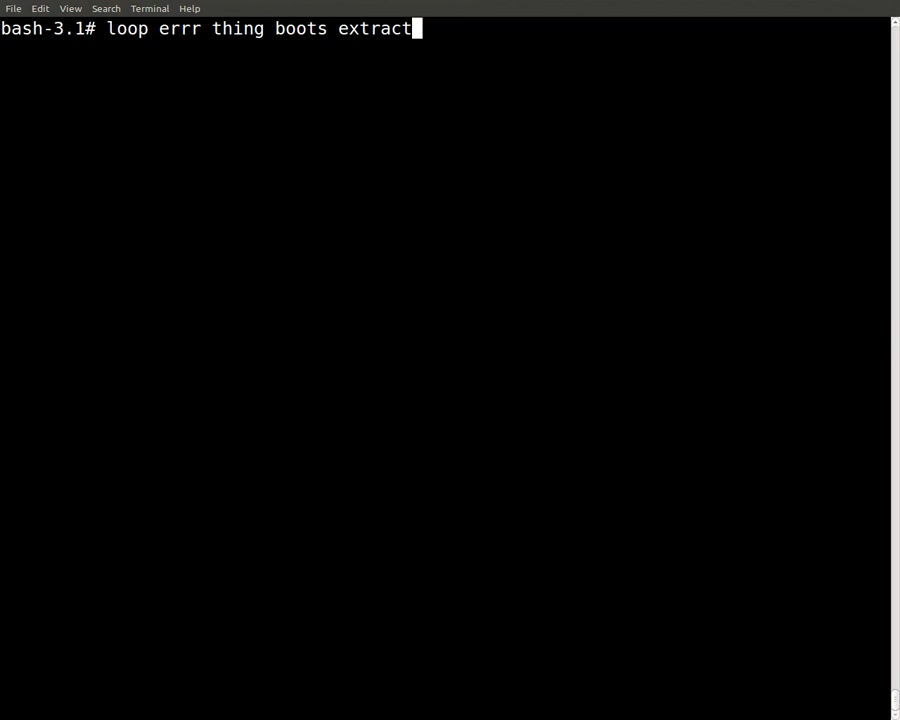 File Edit View Search Terminal Help
bash-3.1# loop errr thing boots extract